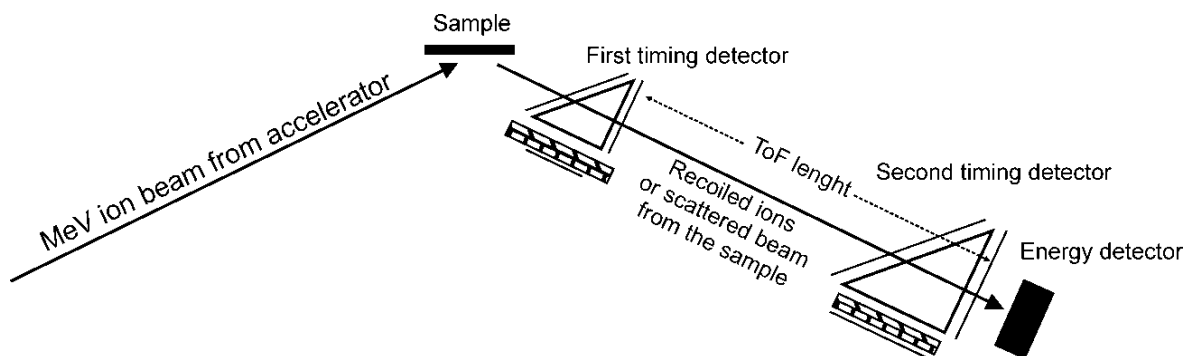 Sample
First timing detector
MeV ion beam from accelerator
ToF lenght
Recoiled ions
or scattered beam
from the sample
Second timing detector
Energy detector